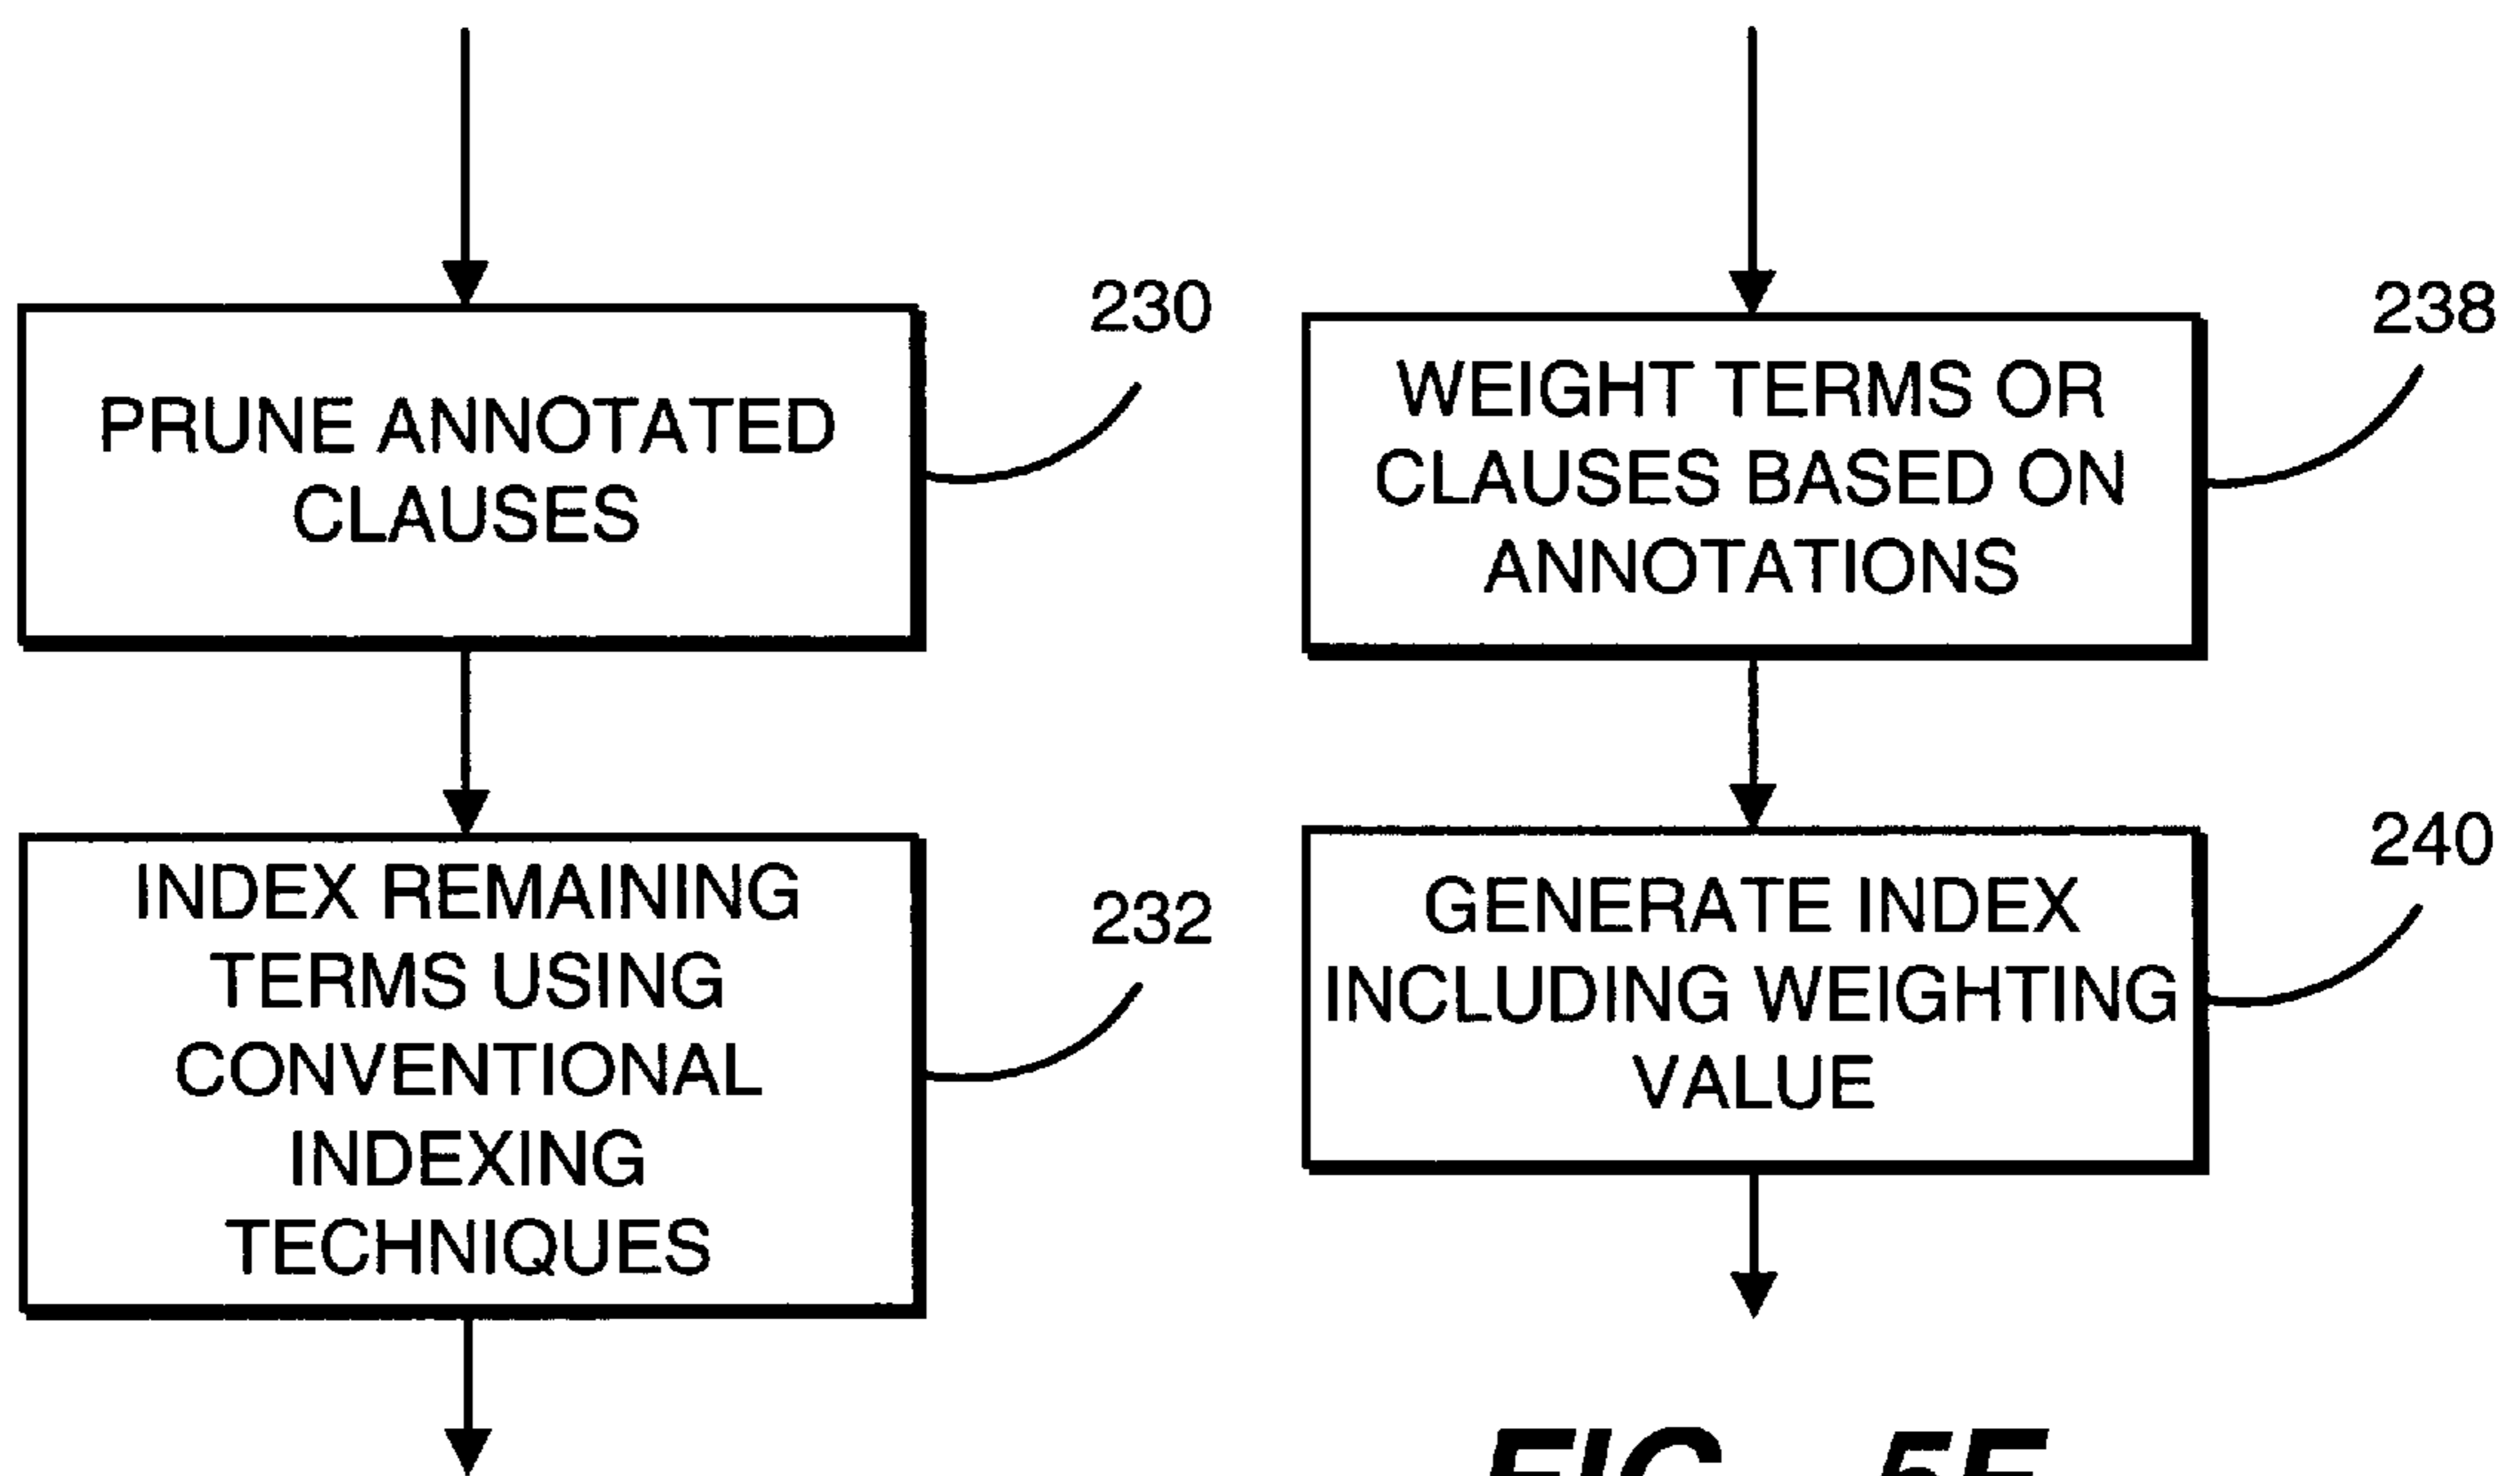 230
PRUNE ANNOTATED
CLAUSES
232
INDEX REMAINING
TERMS USING
CONVENTIONAL
INDEXING
TECHNIQUES
238
WEIGHT TERMS OR
CLAUSES BASED ON
ANNOTATIONS
240
GENERATE INDEX
INCLUDING WEIGHTING
VALUE